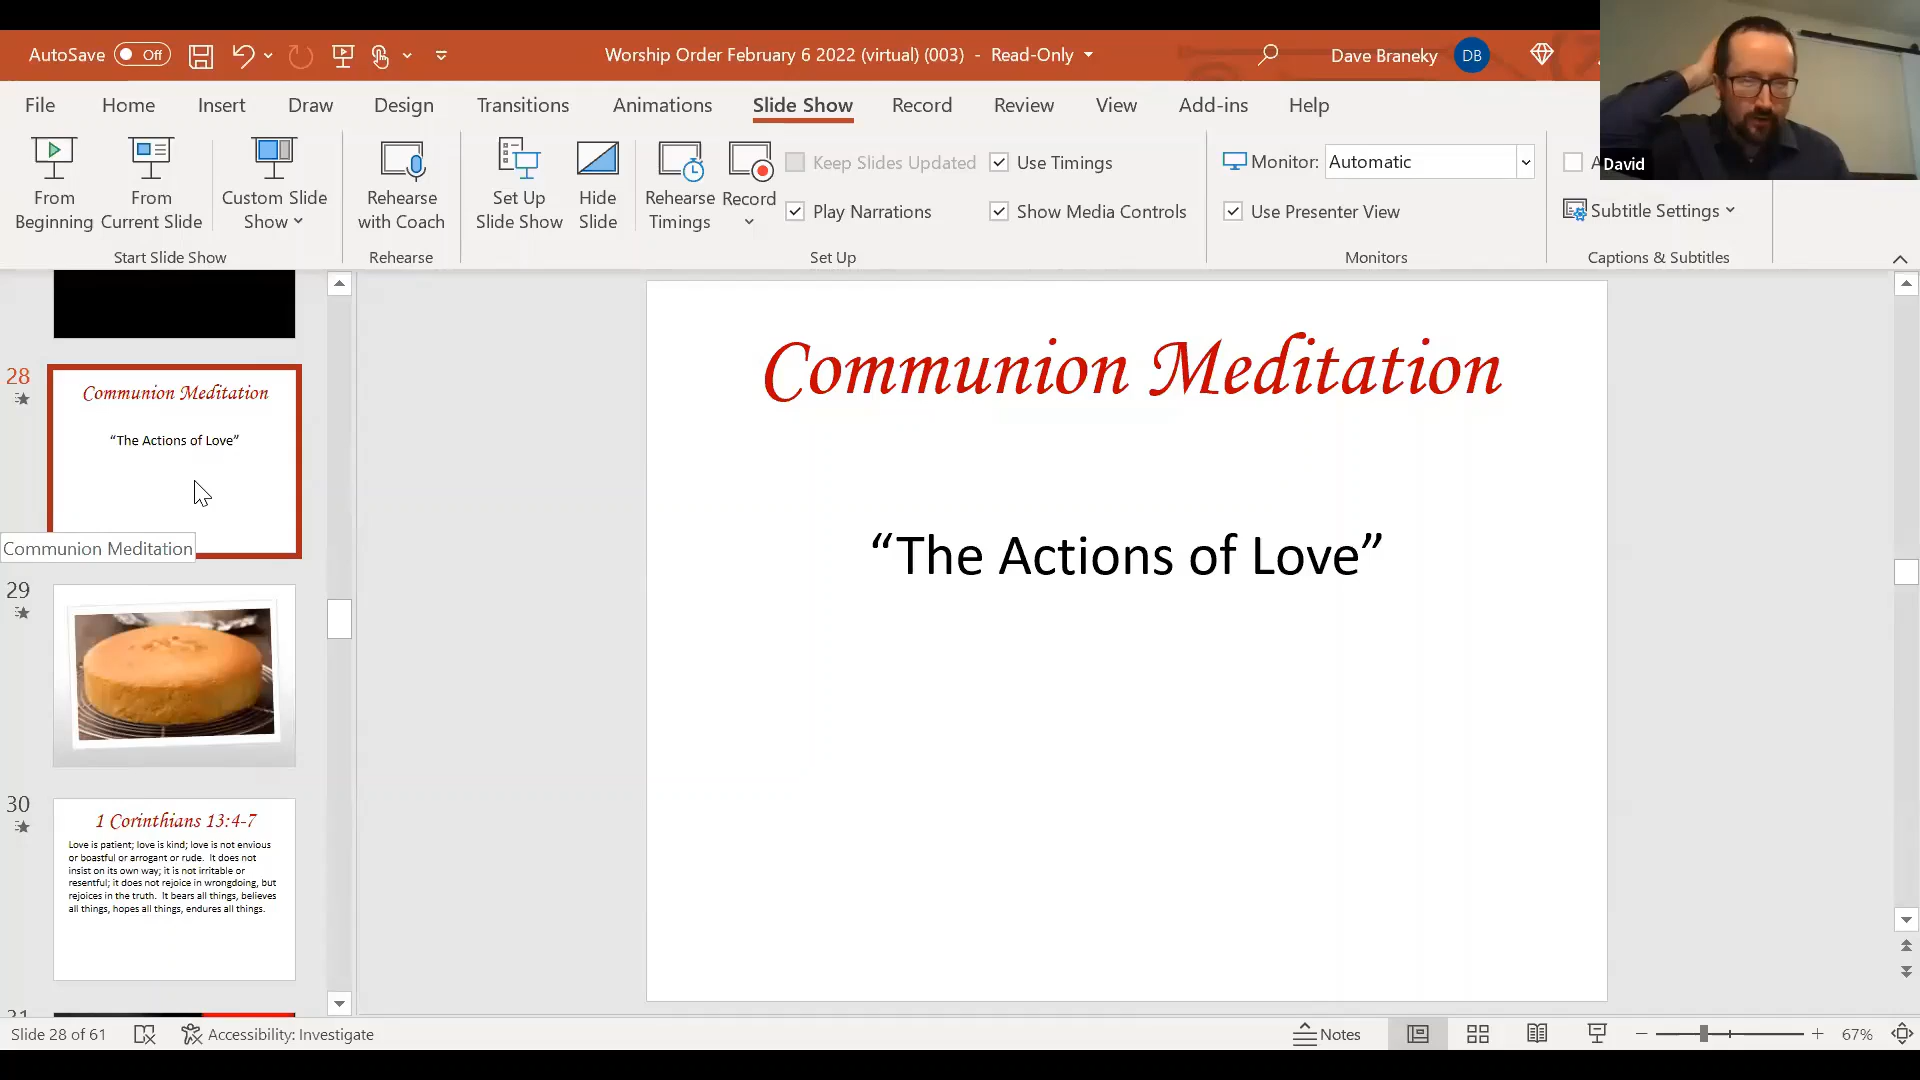 AutoSave Off
Worship Order February 6 2022 (virtual) (003) - Read-Only
Dave Braneky DB
File Home Insert Draw Design Transitions Animations Slide Show Record Review View Add-ins Help
From Beginning
From Current Slide
Custom Slide Show
Rehearse with Coach
Set Up Slide Show
Hide Slide
Rehearse Timings
Record
Keep Slides Updated
Use Timings
Play Narrations
Show Media Controls
Monitor: Automatic
Use Presenter View
Subtitle Settings
David
Start Slide Show
Rehearse
Set Up
Monitors
Captions & Subtitles
28
Communion Meditation
“The Actions of Love”
Communion Meditation
29
30
1 Corinthians 13:4-7
Love is patient; love is kind; love is not envious
or boastful or arrogant or rude. It does not
insist on its own way; it is not irritable or
resentful; it does not rejoice in wrongdoing, but
rejoices in the truth. It bears all things, believes
all things, hopes all things, endures all things.
31
Communion Meditation
“The Actions of Love”
Slide 28 of 61
Accessibility: Investigate
Notes
67%